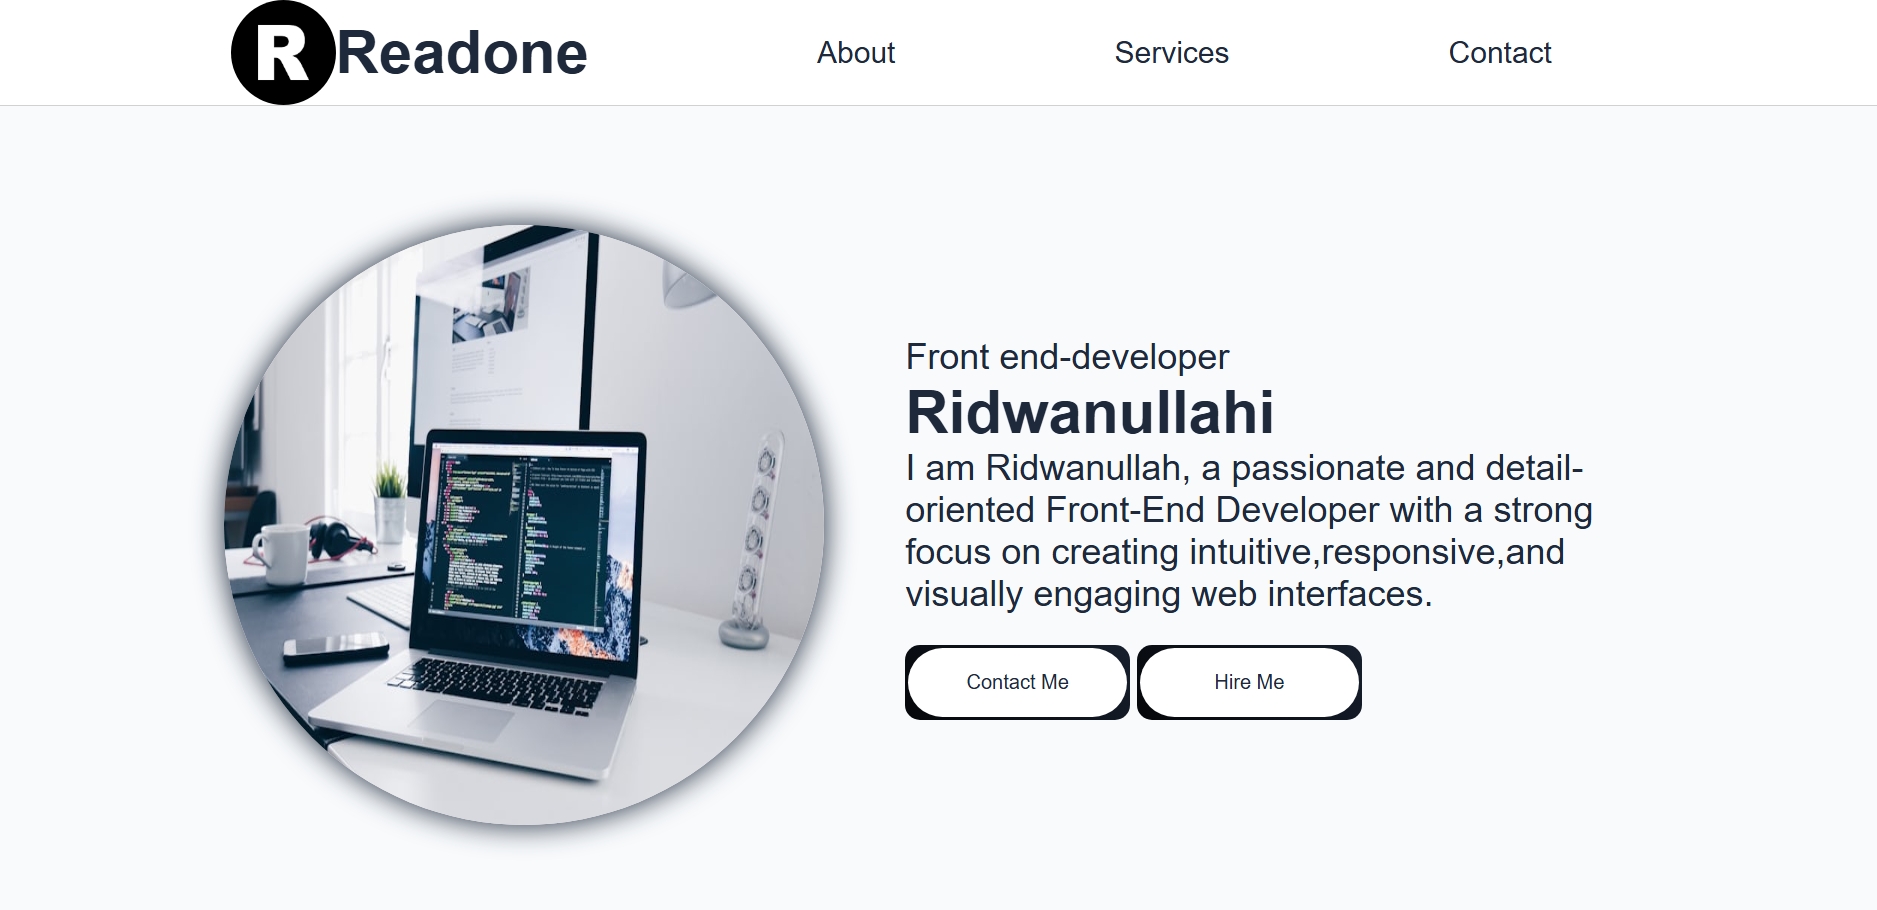 R Readone
About
Services
Contact
Front end-developer
Ridwanullahi
I am Ridwanullah, a passionate and detail-
oriented Front-End Developer with a strong
focus on creating intuitive,responsive,and
visually engaging web interfaces.
Contact Me
Hire Me